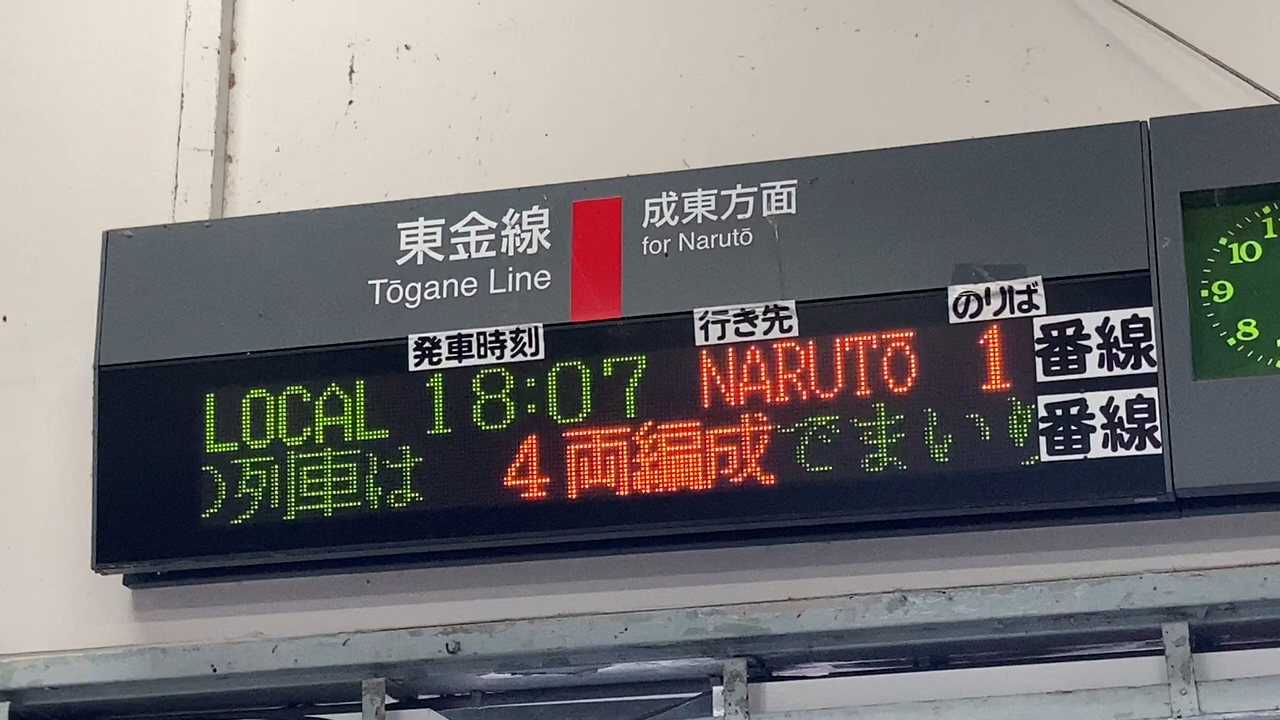 東金線
Tōgane Line
成東方面
for Narutō
発車時刻
行き先
のりば
LOCAL 18:07 NARUTŌ 1 番線
列車は 4両編成でまい
番線
10
9
8